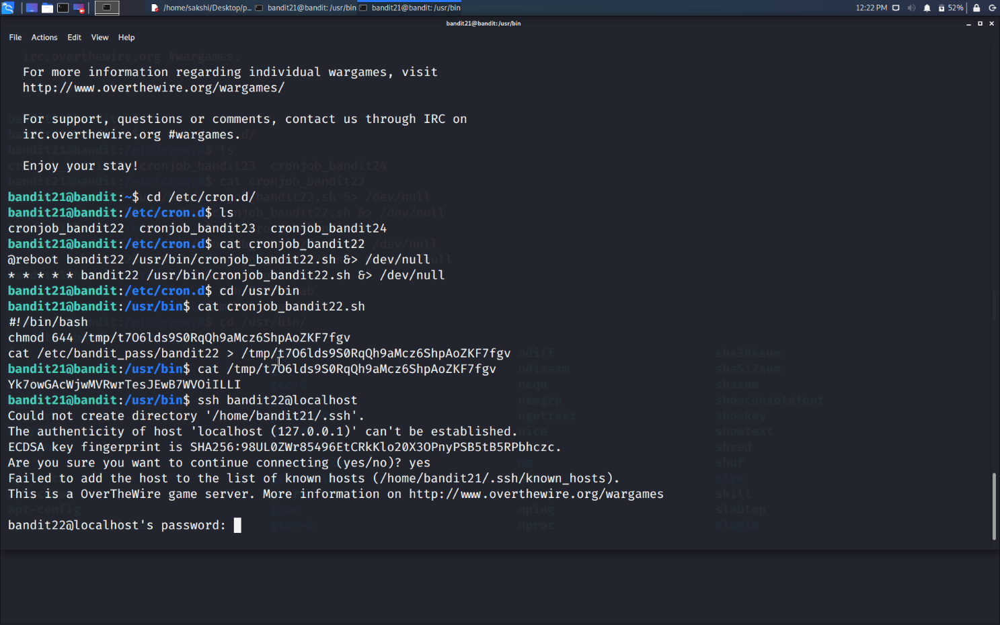 /home/sakshi/Desktop/p... bandit21@bandit: /usr/bin bandit21@bandit: /usr/bin 12:22 PM 52%
bandit21@bandit: /usr/bin
File Actions Edit View Help
irc.overthewire.org #wargames.
For more information regarding individual wargames, visit
http://www.overthewire.org/wargames/
For support, questions or comments, contact us through IRC on
irc.overthewire.org #wargames.
Enjoy your stay!
bandit21@bandit:~$ cd /etc/cron.d/
bandit21@bandit:/etc/cron.d$ ls
cronjob_bandit22 cronjob_bandit23 cronjob_bandit24
bandit21@bandit:/etc/cron.d$ cat cronjob_bandit22
@reboot bandit22 /usr/bin/cronjob_bandit22.sh &> /dev/null
* * * * * bandit22 /usr/bin/cronjob_bandit22.sh &> /dev/null
bandit21@bandit:/etc/cron.d$ cd /usr/bin
bandit21@bandit:/usr/bin$ cat cronjob_bandit22.sh
#!/bin/bash
chmod 644 /tmp/t7O6lds9S0RqQh9aMcz6ShpAoZKF7fgv
cat /etc/bandit_pass/bandit22 > /tmp/t7O6lds9S0RqQh9aMcz6ShpAoZKF7fgv
bandit21@bandit:/usr/bin$ cat /tmp/t7O6lds9S0RqQh9aMcz6ShpAoZKF7fgv
Yk7owGAcWjwMVRwrTesJEwB7WVOiILLI
bandit21@bandit:/usr/bin$ ssh bandit22@localhost
Could not create directory '/home/bandit21/.ssh'.
The authenticity of host 'localhost (127.0.0.1)' can't be established.
ECDSA key fingerprint is SHA256:98UL0ZWr85496EtCRkKlo20X3OPnyPSB5tB5RPbhczc.
Are you sure you want to continue connecting (yes/no)? yes
Failed to add the host to the list of known hosts (/home/bandit21/.ssh/known_hosts).
This is a OverTheWire game server. More information on http://www.overthewire.org/wargames
bandit22@localhost's password: